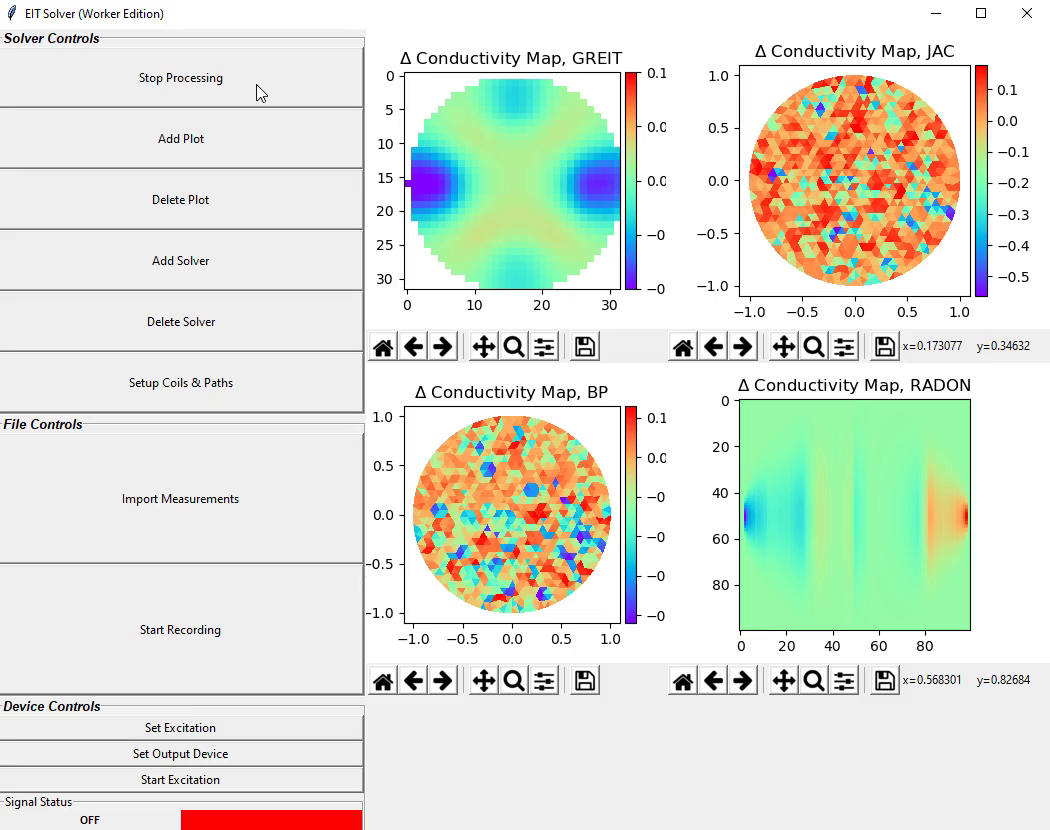 EIT Solver (Worker Edition)
Solver Controls
Stop Processing
Add Plot
Delete Plot
Add Solver
Delete Solver
Setup Coils & Paths
File Controls
Import Measurements
Start Recording
Device Controls
Set Excitation
Set Output Device
Start Excitation
Signal Status
OFF
Δ Conductivity Map, GREIT
0
5
10
15
20
25
30
0 10 20 30
0.1
0.0
0.0
−0
−0
Δ Conductivity Map, JAC
1.0
0.5
0.0
−0.5
−1.0
−1.0 −0.5 0.0 0.5 1.0
0.1
0.0
−0.1
−0.2
−0.3
−0.4
−0.5
x=0.173077 y=0.34632
Δ Conductivity Map, BP
1.0
0.5
0.0
−0.5
−1.0
−1.0 −0.5 0.0 0.5 1.0
0.1
0.0
−0
−0
−0
−0
Δ Conductivity Map, RADON
0
20
40
60
80
0 20 40 60 80
x=0.568301 y=0.82684